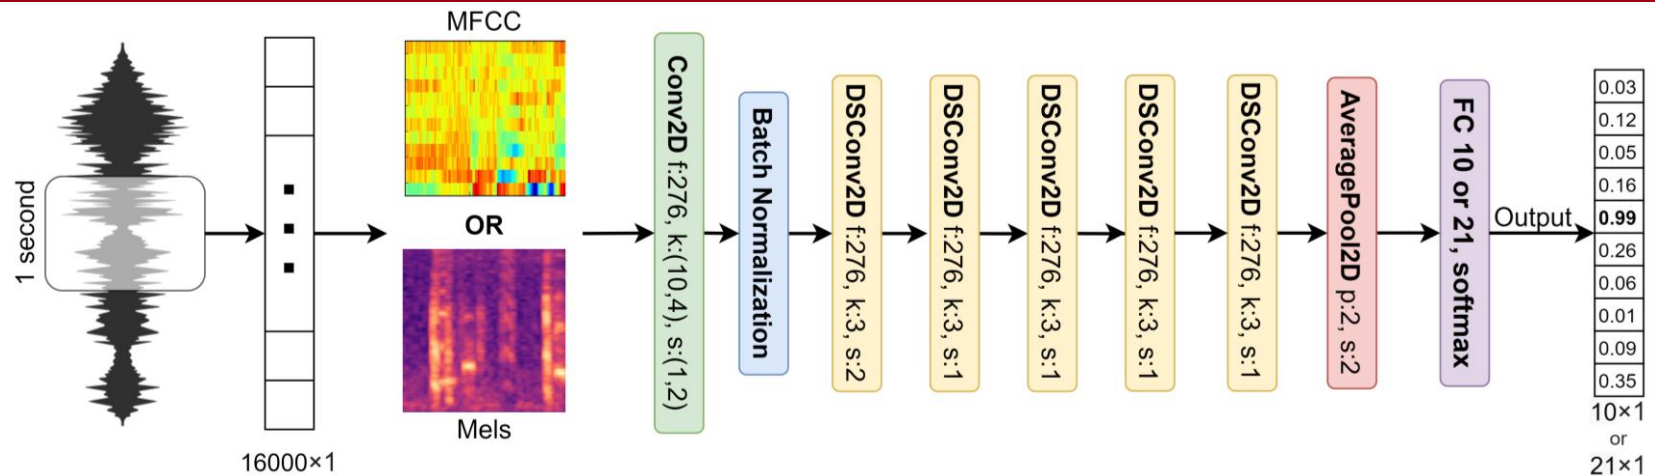 1 second
16000×1
MFCC
OR
Mels
Conv2D f:276, k:(10,4), s:(1,2)
Batch Normalization
DSConv2D f:276, k:3, s:2
DSConv2D f:276, k:3, s:1
DSConv2D f:276, k:3, s:1
DSConv2D f:276, k:3, s:1
DSConv2D f:276, k:3, s:1
AveragePool2D p:2, s:2
FC 10 or 21, softmax
Output
0.03
0.12
0.05
0.16
0.99
0.26
0.06
0.01
0.09
0.35
10×1
or
21×1